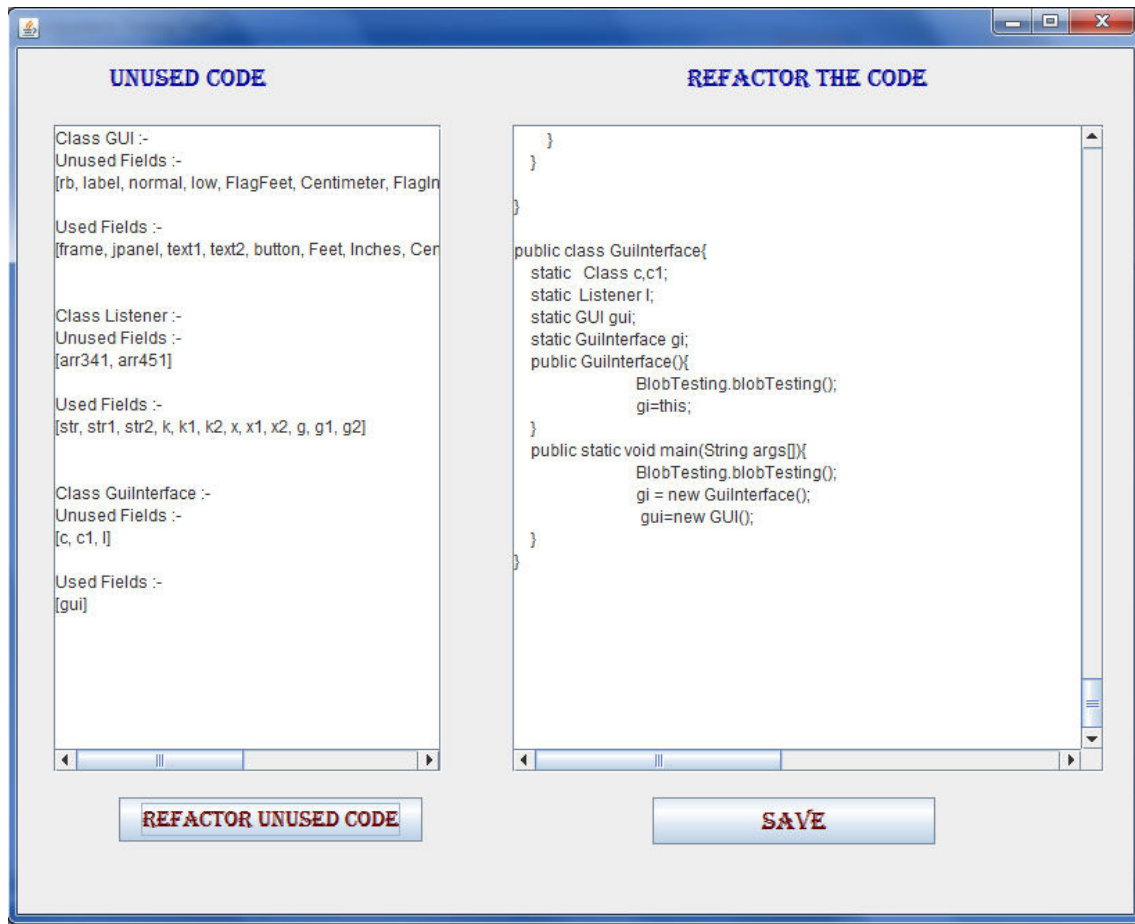 UNUSED CODE
Class GUI :-
Unused Fields :-
[rb, label, normal, low, FlagFeet, Centimeter, FlagIn
Used Fields :-
[frame, jpanel, text1, text2, button, Feet, Inches, Cen
Class Listener :-
Unused Fields :-
[arr341, arr451]
Used Fields :-
[str, str1, str2, k, k1, k2, x, x1, x2, g, g1, g2]
Class GuiInterface :-
Unused Fields :-
[c, c1, l]
Used Fields :-
[gui]
REFACTOR UNUSED CODE
REFACTOR THE CODE
}
}
}
public class GuiInterface{
static   Class c,c1;
static  Listener l;
static GUI gui;
static GuiInterface gi;
public GuiInterface(){
BlobTesting.blobTesting();
gi=this;
}
public static void main(String args[]){
BlobTesting.blobTesting();
gi = new GuiInterface();
gui=new GUI();
}
}
SAVE